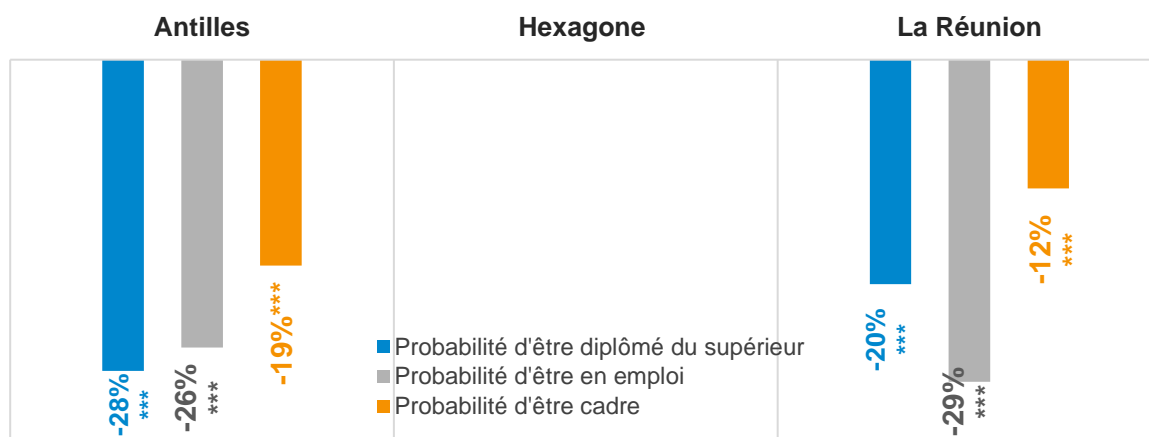 Antilles
Hexagone
La Réunion
-28%
***
-26%
***
-19%***
Probabilité d'être diplômé du supérieur
Probabilité d'être en emploi
Probabilité d'être cadre
-20%
***
-29%
***
-12%
***